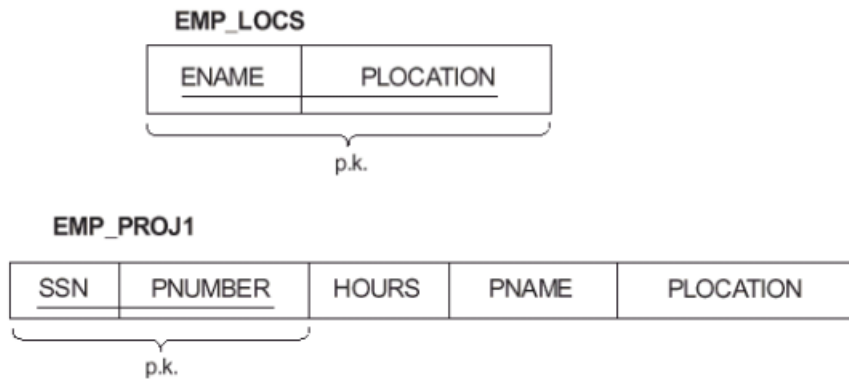 EMP_LOCS
ENAME PLOCATION
p.k.
EMP_PROJ1
SSN PNUMBER HOURS PNAME PLOCATION
p.k.